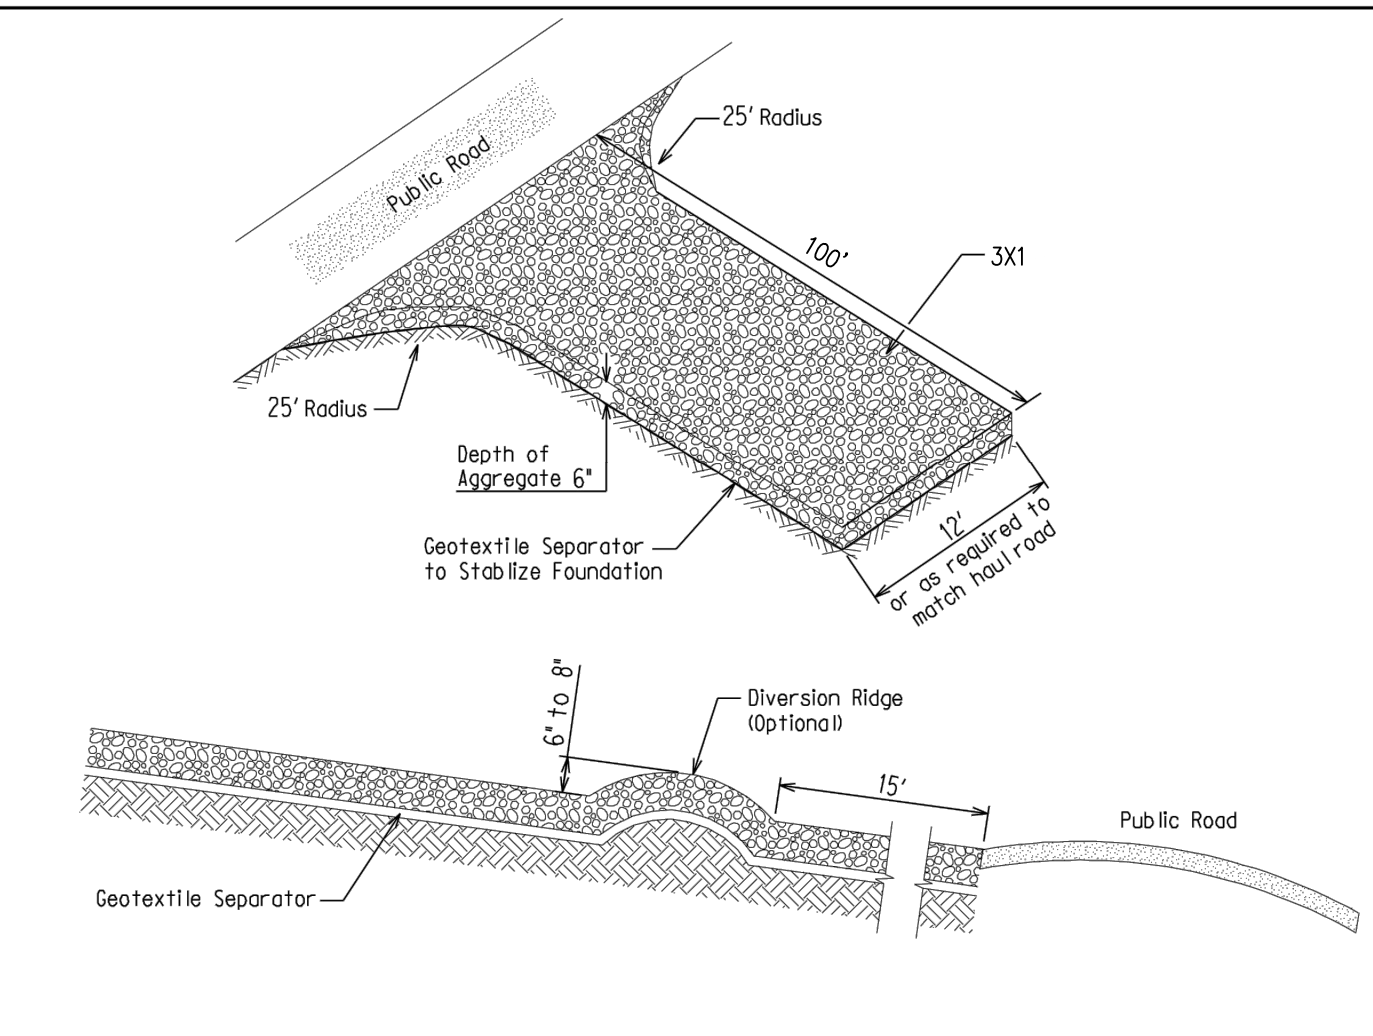 Public Road
25' Radius
100'
3X1
25' Radius
Depth of
Aggregate 6"
Geotextile Separator
to Stablize Foundation
12'
or as required to
match haul road
6" to 8"
Diversion Ridge
(Optional)
15'
Public Road
Geotextile Separator